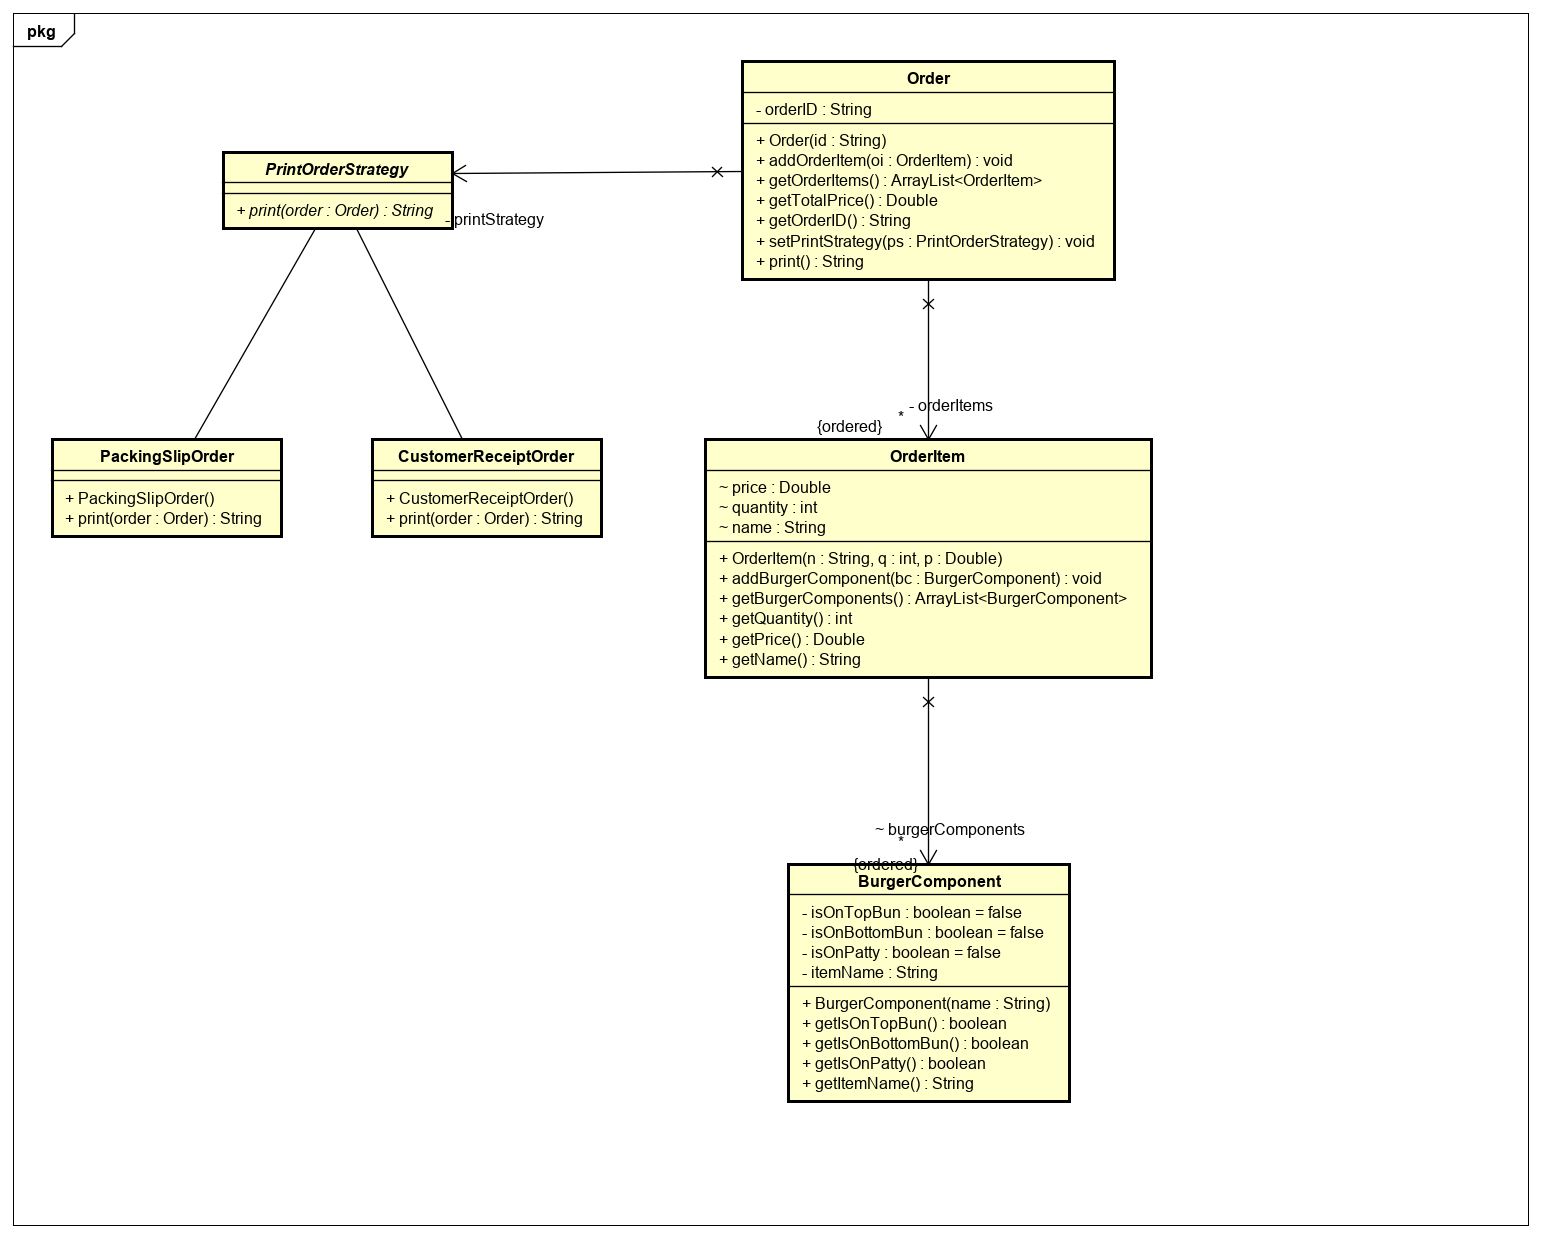 pkg
Order
- orderID : String
+ Order(id : String)
+ addOrderItem(oi : OrderItem) : void
+ getOrderItems() : ArrayList<OrderItem>
+ getTotalPrice() : Double
+ getOrderID() : String
+ setPrintStrategy(ps : PrintOrderStrategy) : void
+ print() : String
PrintOrderStrategy
+ print(order : Order) : String
- printStrategy
- orderItems
*
{ordered}
PackingSlipOrder
+ PackingSlipOrder()
+ print(order : Order) : String
CustomerReceiptOrder
+ CustomerReceiptOrder()
+ print(order : Order) : String
OrderItem
~ price : Double
~ quantity : int
~ name : String
+ OrderItem(n : String, q : int, p : Double)
+ addBurgerComponent(bc : BurgerComponent) : void
+ getBurgerComponents() : ArrayList<BurgerComponent>
+ getQuantity() : int
+ getPrice() : Double
+ getName() : String
~ burgerComponents
*
{ordered}
BurgerComponent
- isOnTopBun : boolean = false
- isOnBottomBun : boolean = false
- isOnPatty : boolean = false
- itemName : String
+ BurgerComponent(name : String)
+ getIsOnTopBun() : boolean
+ getIsOnBottomBun() : boolean
+ getIsOnPatty() : boolean
+ getItemName() : String